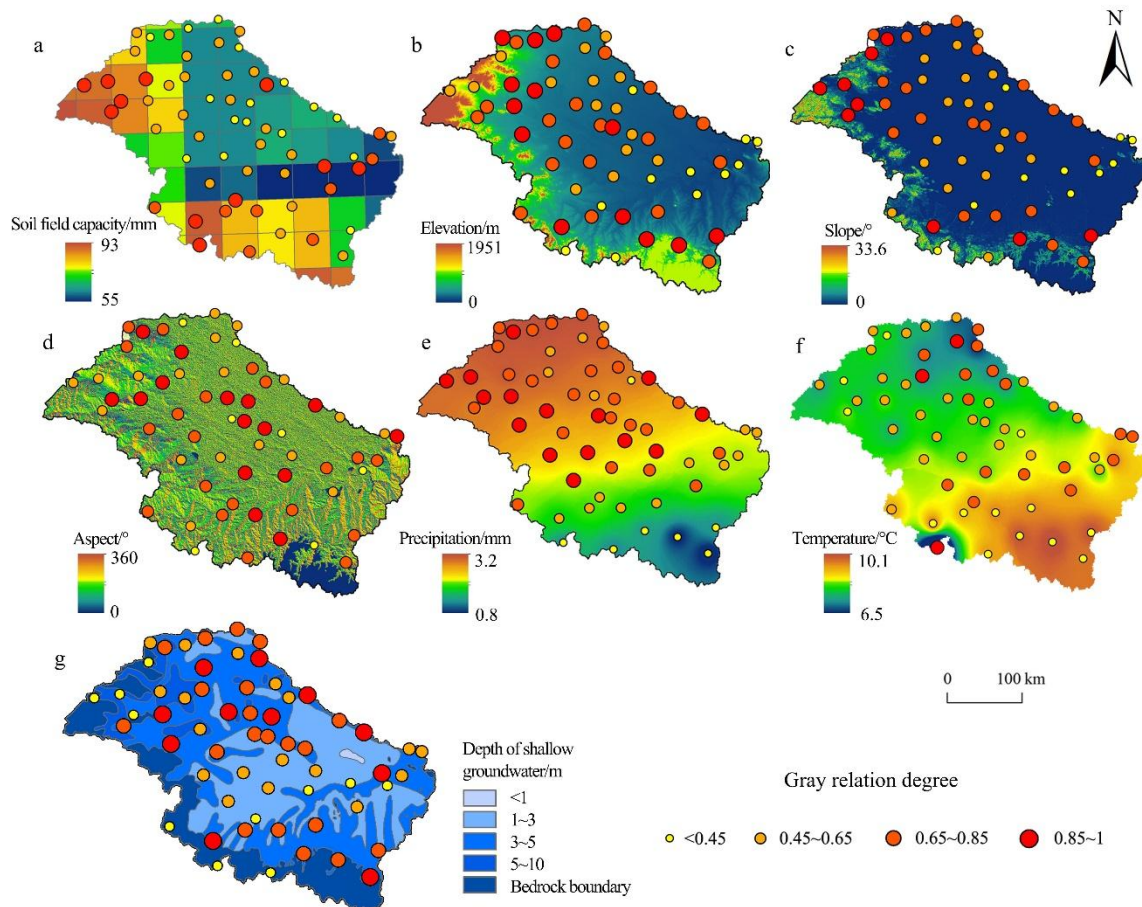 a
b
c
N
Soil field capacity/mm
93
55
Elevation/m
1951
0
Slope/°
33.6
0
d
e
f
Aspect/°
360
0
Precipitation/mm
3.2
0.8
Temperature/°C
10.1
6.5
g
0 100 km
Depth of shallow
groundwater/m
<1
1~3
3~5
5~10
Bedrock boundary
Gray relation degree
<0.45 0.45~0.65 0.65~0.85 0.85~1